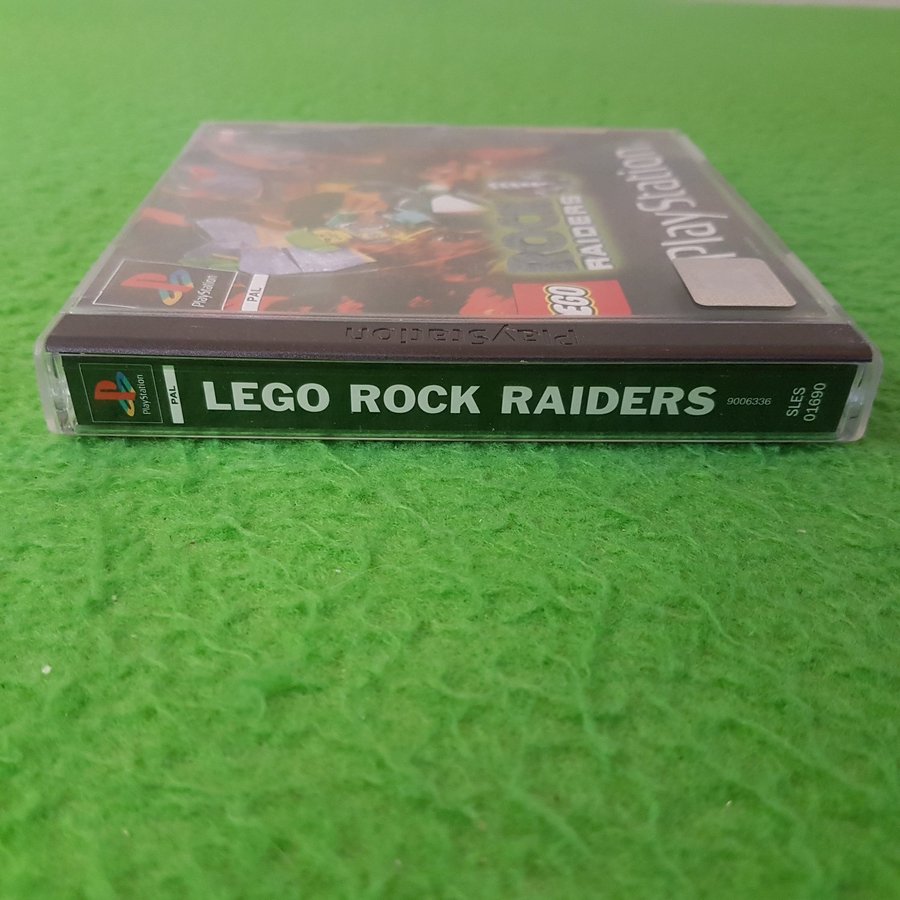 PlayStation
ROCK
RAIDERS
LEGO
PlayStation
PAL
PlayStation
PlayStation
PAL
LEGO ROCK RAIDERS
9006336
SLES
01690